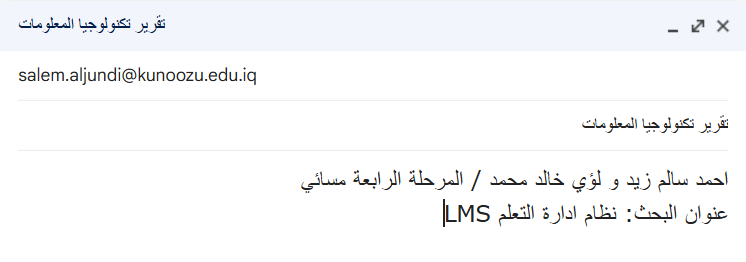 تقرير تكنولوجيا المعلومات
salem.aljundi@kunoozu.edu.iq
تقرير تكنولوجيا المعلومات
احمد سالم زيد و لؤي خالد محمد / المرحلة الرابعة مسائي
عنوان البحث: نظام ادارة التعلم LMS